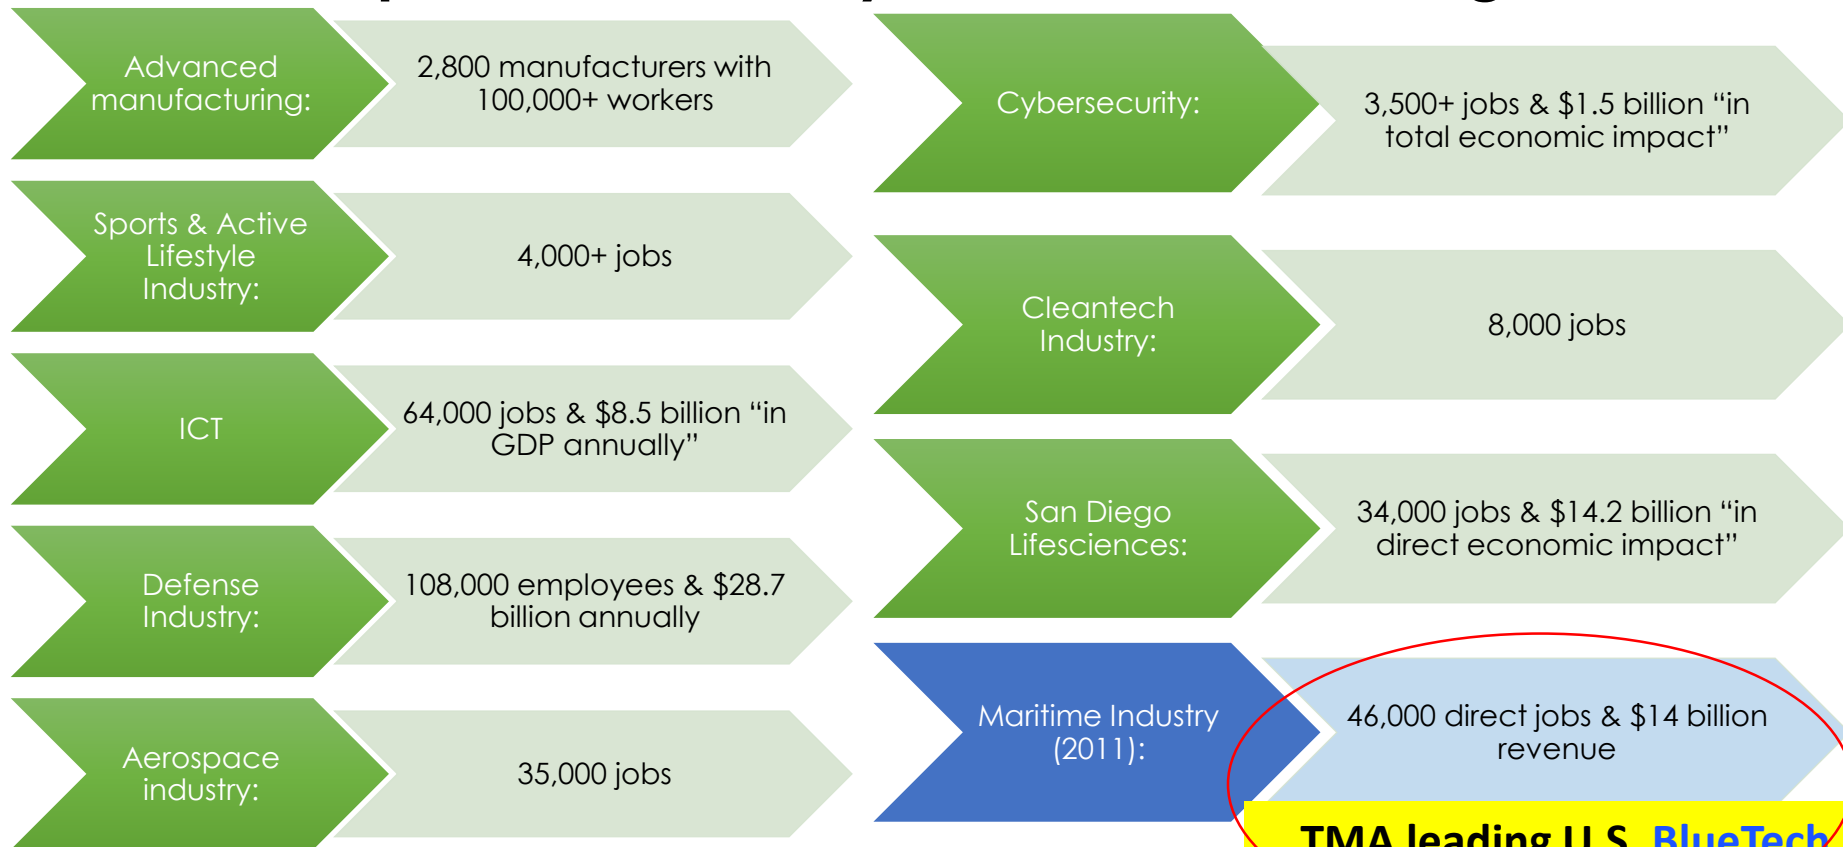 Advanced
manufacturing:
2,800 manufacturers with
100,000+ workers
Sports & Active
Lifestyle
Industry:
4,000+ jobs
ICT
64,000 jobs & $8.5 billion “in
GDP annually”
Defense
Industry:
108,000 employees & $28.7
billion annually
Aerospace
industry:
35,000 jobs
Cybersecurity:
3,500+ jobs & $1.5 billion “in
total economic impact”
Cleantech
Industry:
8,000 jobs
San Diego
Lifesciences:
34,000 jobs & $14.2 billion “in
direct economic impact”
Maritime Industry
(2011):
46,000 direct jobs & $14 billion
revenue
TMA leading U.S. BlueTech